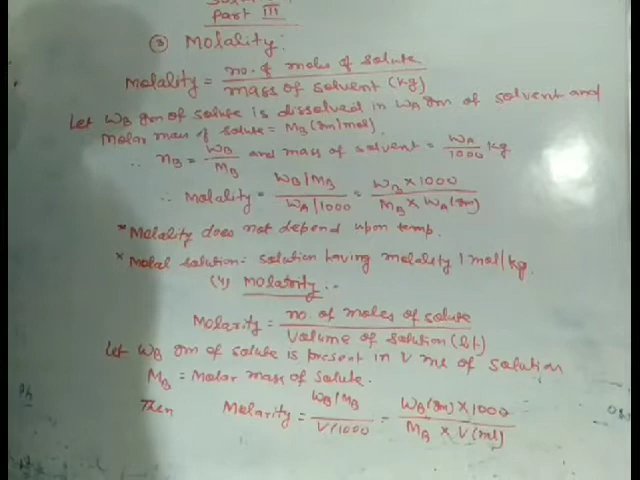 Part III
③ Molality:
Molality = no. of moles of solute / mass of solvent (kg)
Let WB gm of solute is dissolved in WA gm of solvent and
Molar mass of solute = MB (gm/mol).
∴ nB = WB/MB and mass of solvent = WA/1000 kg
∴ Molality = WB/MB / WA/1000 = WB × 1000 / MB × WA (gm)
* Molality does not depend upon temp.
* Molal solution:- solution having molality 1 mol/kg.
(4) Molarity :-
Molarity = no. of moles of solute / Volume of solution (lit)
Let WB gm of solute is present in V ml of solution
MB = Molar mass of solute.
Then Molarity = WB/MB / V/1000 = WB (gm) × 1000 / MB × V (ml)